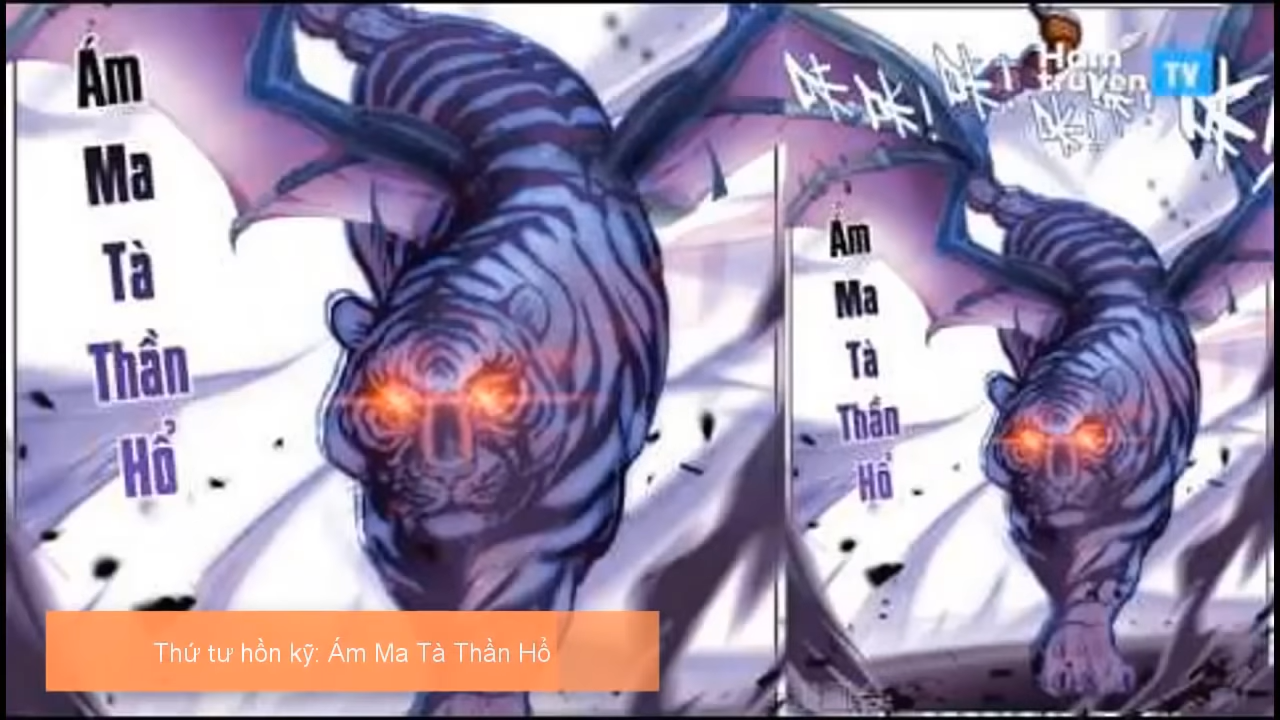 Ám
Ma
Tà
Thần
Hổ
Ham
truyện
TV
Ám
Ma
Tà
Thần
Hổ
Thứ tư hồn kỹ: Ám Ma Tà Thần Hổ